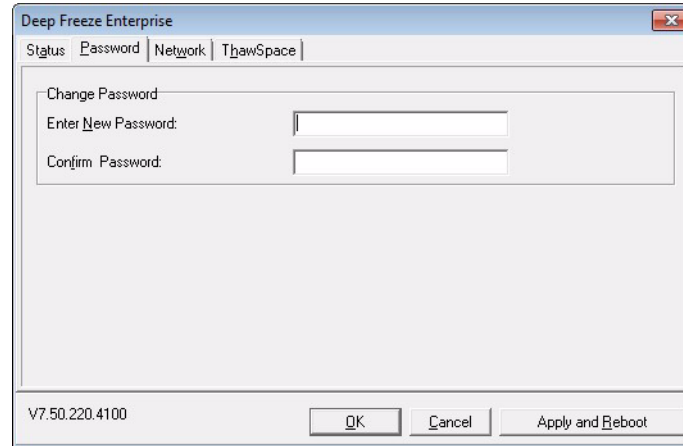 Deep Freeze Enterprise
Status Password Network ThawSpace
Change Password
Enter New Password:
Confirm Password:
V7.50.220.4100 OK Cancel Apply and Reboot